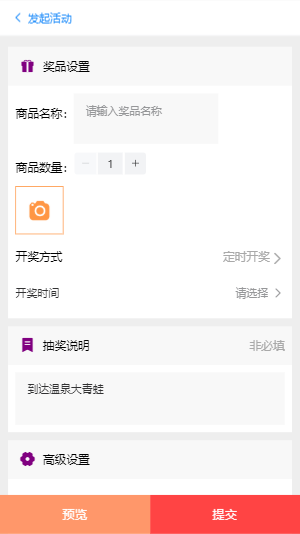 发起活动
奖品设置
商品名称:
请输入奖品名称
商品数量:
− 1 +
开奖方式 定时开奖
开奖时间 请选择
抽奖说明 非必填
到达温泉大青蛙
高级设置
预览 提交